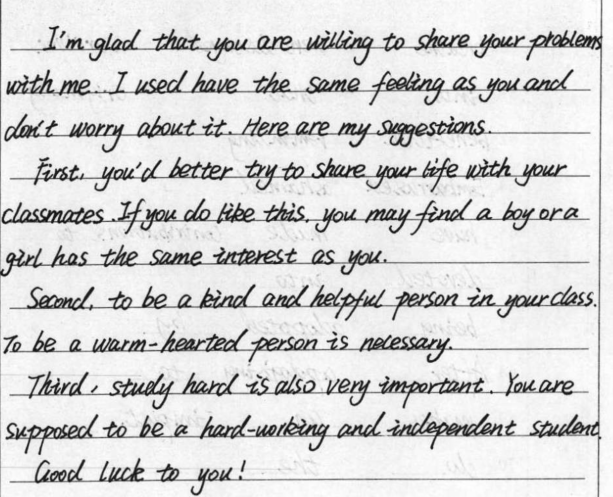 I'm glad that you are willing to share your problems
with me. I used have the same feeling as you and
don't worry about it. Here are my suggestions.
First, you'd better try to share your life with your
classmates. If you do like this, you may find a boy or a
girl has the same interest as you.
Second, to be a kind and helpful person in your class.
To be a warm-hearted person is necessary.
Third, study hard is also very important. You are
supposed to be a hard-working and independent student.
Good luck to you!